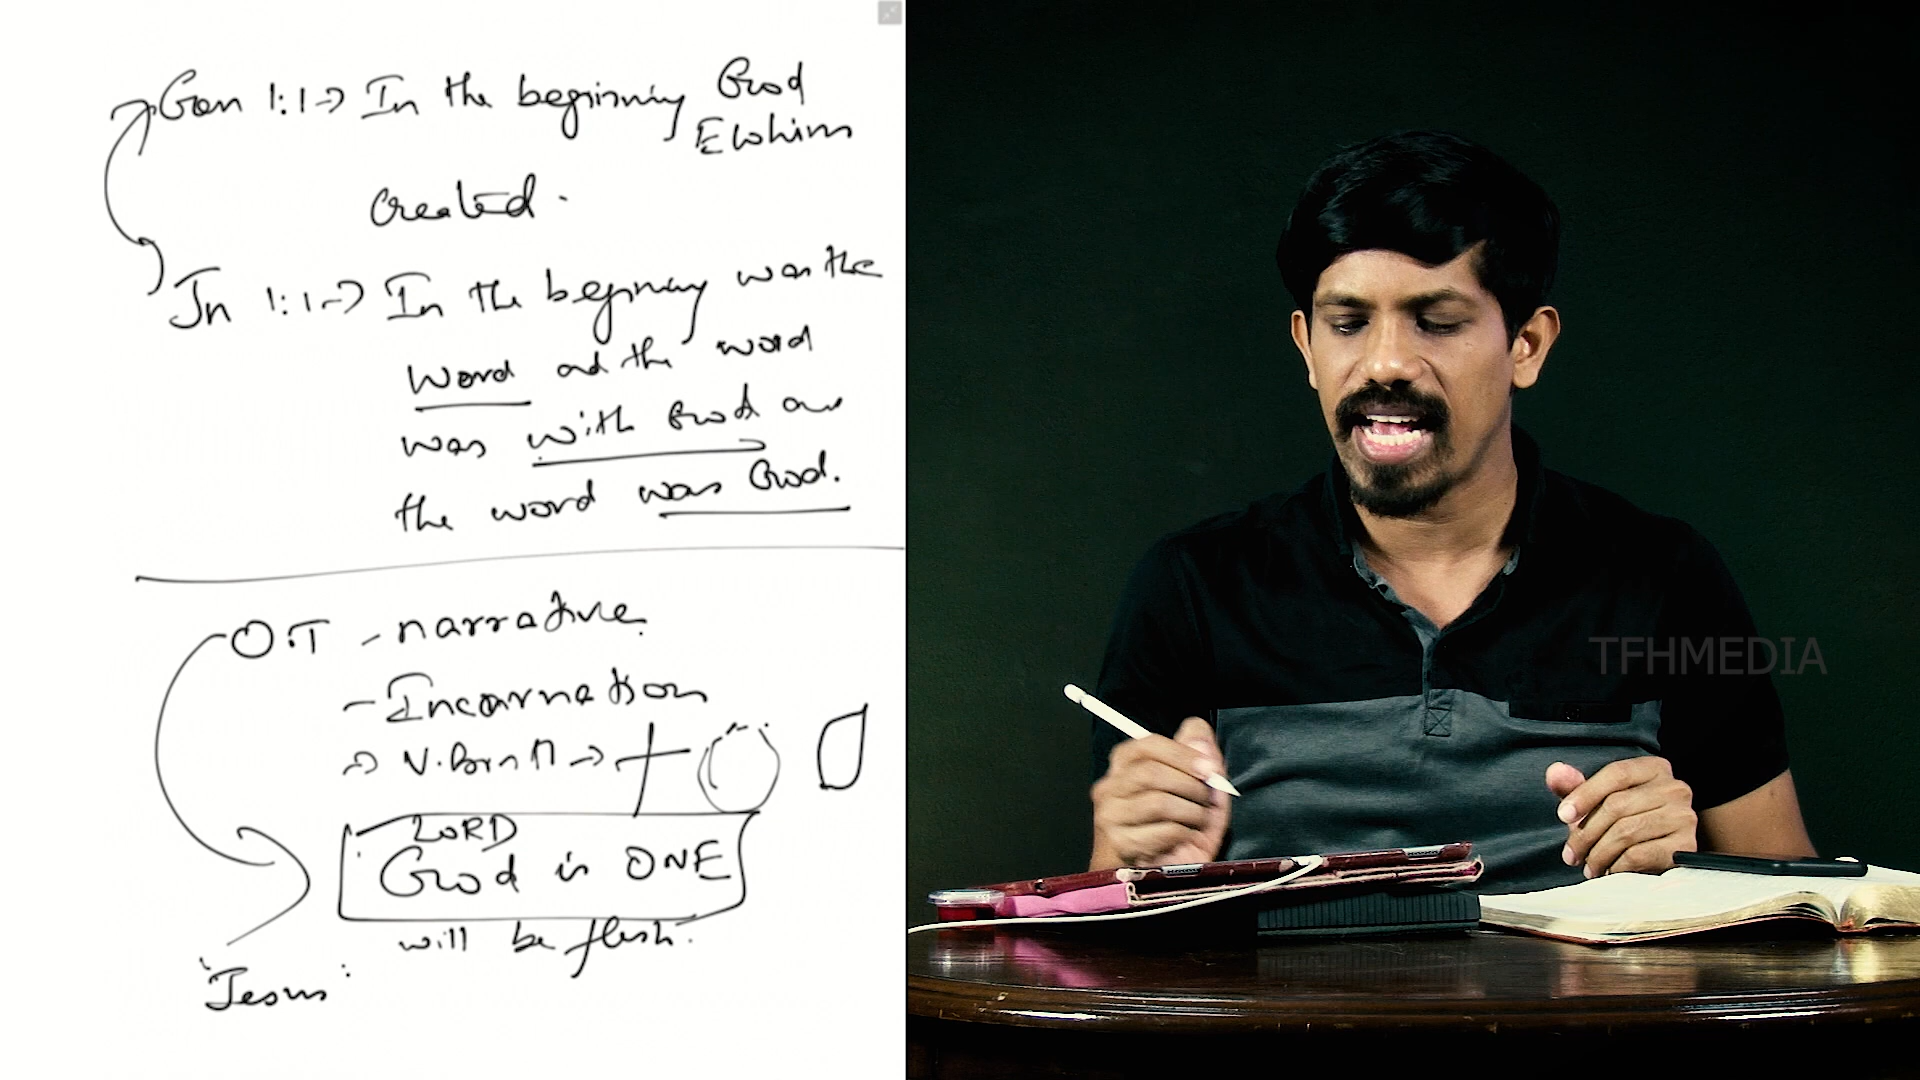 Gen 1:1 → In the beginning God
Elohim
Created.
Jn 1:1 → In the beginning was the
Word and the word
was with God and
the word was God.
O.T - narrative.
- Incarnation
→ V. Birth →
LORD
God is ONE
will be flesh.
"Jesus"
TFHMEDIA